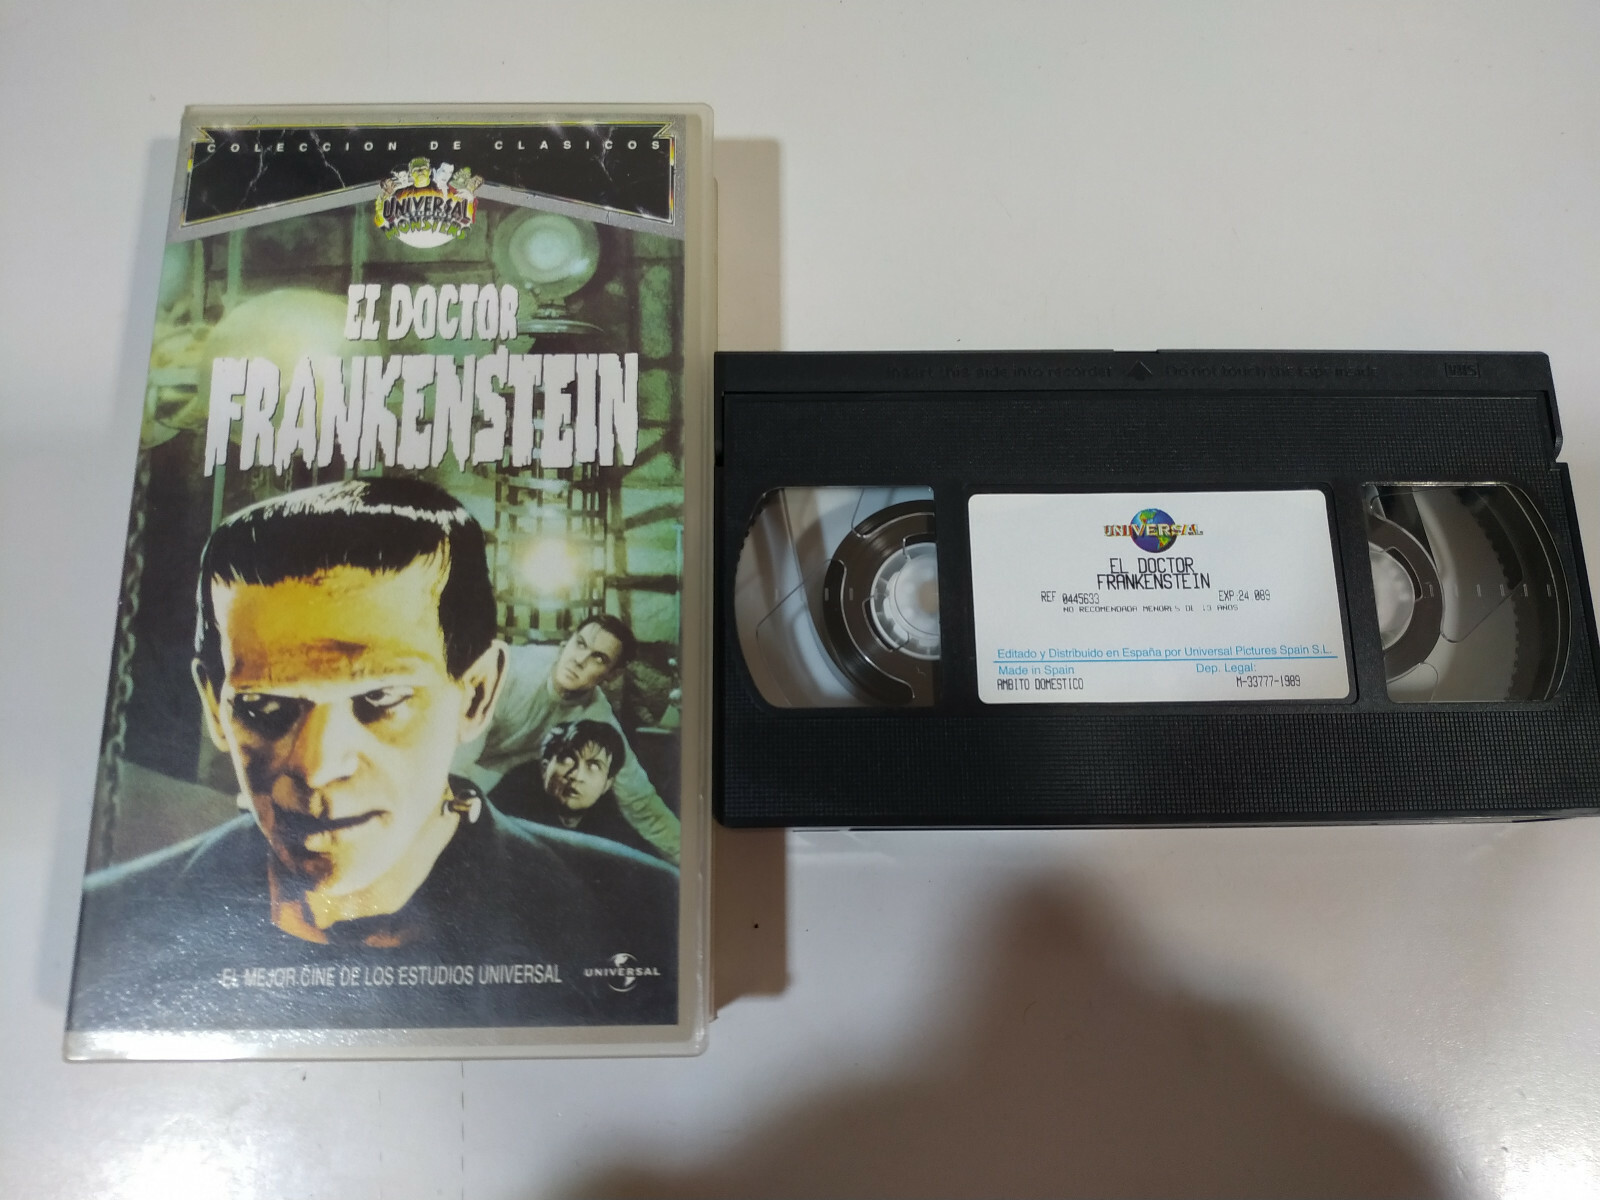 COLECCION DE CLASICOS
UNIVERSAL
MONSTERS
El DOCTOR
FRANKENSTEIN
EL MEJOR CINE DE LOS ESTUDIOS UNIVERSAL
UNIVERSAL
Do not touch the tape inside
VHS
UNIVERSAL
EL DOCTOR
FRANKENSTEIN
REF 0445633 EXP:24 089
NO RECOMENDADA MENORES DE 13 AÑOS
Editado y Distribuido en España por Universal Pictures Spain S.L.
Made in Spain Dep. Legal:
AMBITO DOMESTICO M-33777-1989